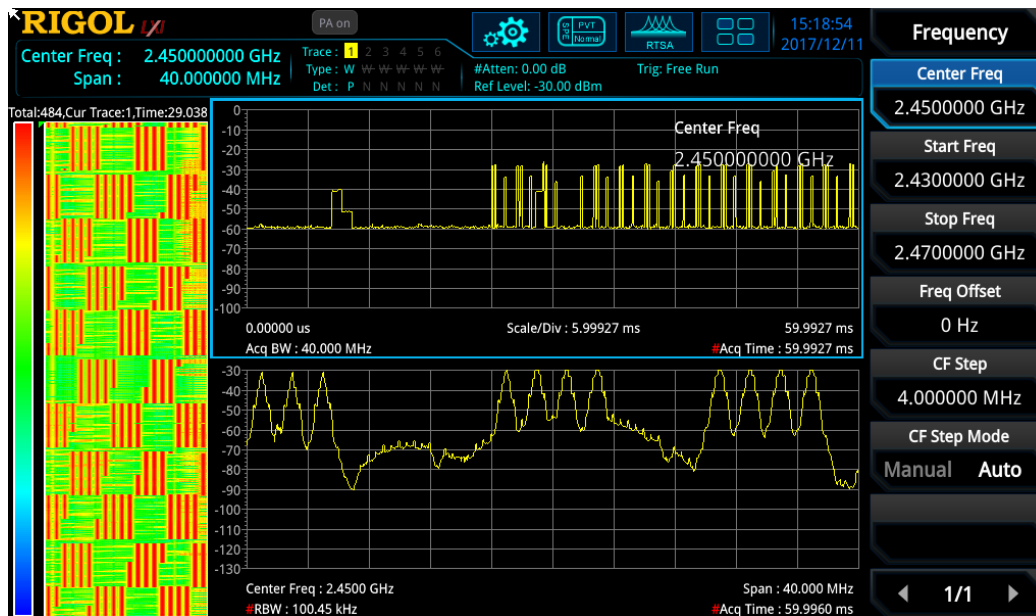 RIGOL LXI
PA on
SPE PVT Normal
RTSA
15:18:54
2017/12/11
Center Freq : 2.450000000 GHz
Span : 40.000000 MHz
Trace : 1 2 3 4 5 6
Type : W W W W W W
Det : P N N N N N
#Atten: 0.00 dB
Trig: Free Run
Ref Level: -30.00 dBm
Total:484,Cur Trace:1,Time:29.038
0
-10
-20
-30
-40
-50
-60
-70
-80
-90
-100
Center Freq
2.450000000 GHz
0.00000 us
Scale/Div : 5.99927 ms
59.9927 ms
Acq BW : 40.000 MHz
#Acq Time : 59.9927 ms
-30
-40
-50
-60
-70
-80
-90
-100
-110
-120
-130
Center Freq : 2.4500 GHz
Span : 40.000 MHz
#RBW : 100.45 kHz
#Acq Time : 59.9960 ms
Frequency
Center Freq
2.4500000 GHz
Start Freq
2.4300000 GHz
Stop Freq
2.4700000 GHz
Freq Offset
0 Hz
CF Step
4.000000 MHz
CF Step Mode
Manual Auto
1/1